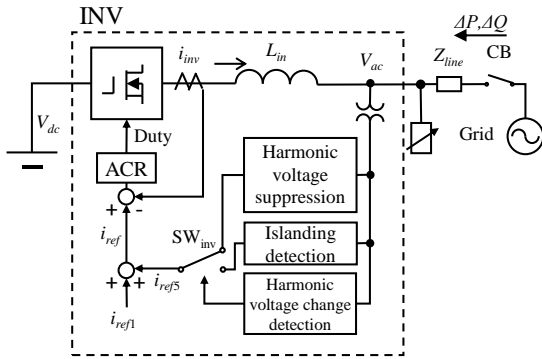 INV
ΔP,ΔQ
i_inv
L_in
V_ac
Z_line
CB
V_dc
Duty
Grid
ACR
Harmonic
voltage
suppression
+ -
i_ref
SW_inv
Islanding
detection
+ +
i_ref5
Harmonic
voltage change
detection
i_ref1